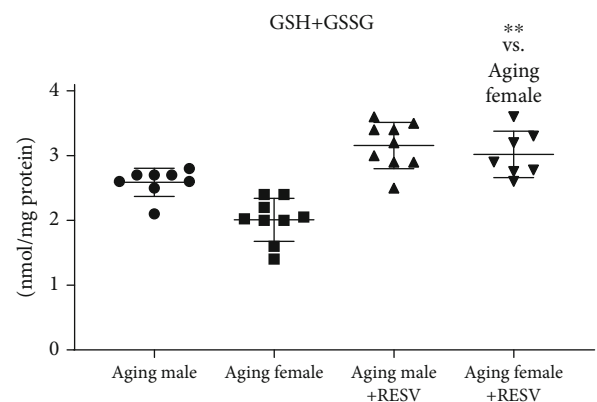 GSH+GSSG
**
vs.
Aging
female
4
3
2
1
0
(nmol/mg protein)
Aging male
Aging female
Aging male
+RESV
Aging female
+RESV